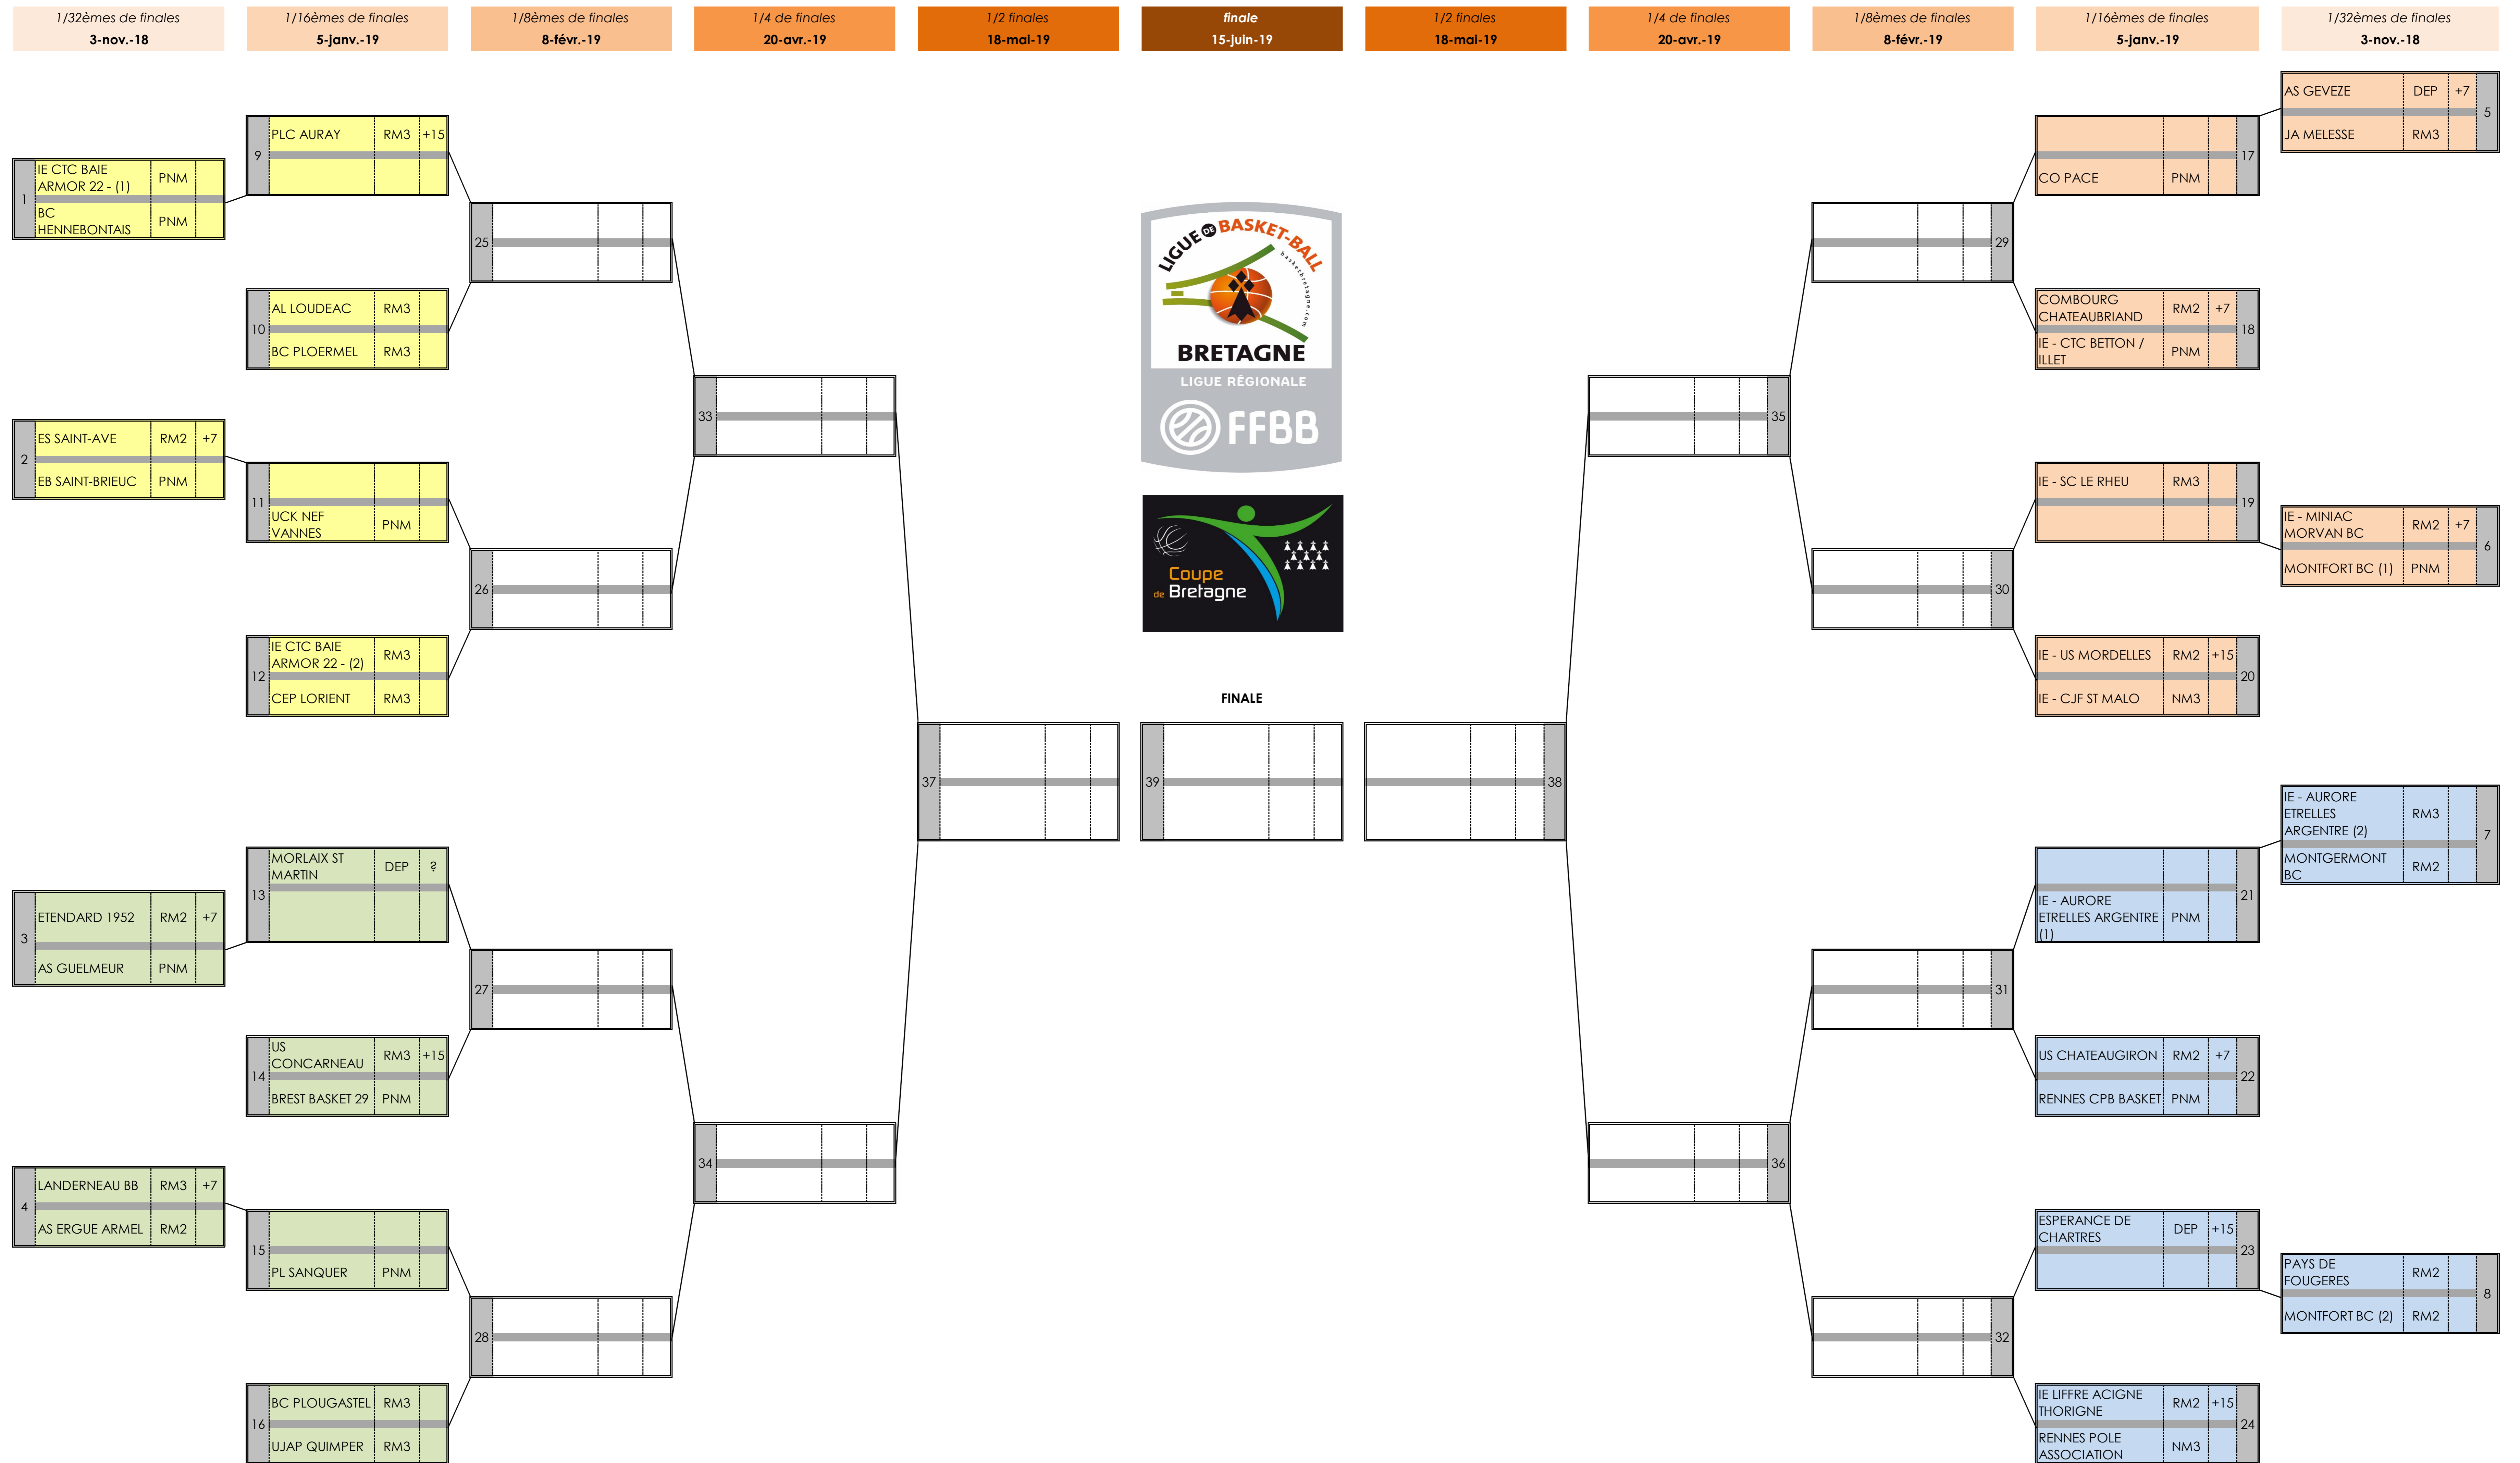 1/32èmes de finales
3-nov.-18
1/16èmes de finales
5-janv.-19
1/8èmes de finales
8-févr.-19
1/4 de finales
20-avr.-19
1/2 finales
18-mai-19
finale
15-juin-19
1/2 finales
18-mai-19
1/4 de finales
20-avr.-19
1/8èmes de finales
8-févr.-19
1/16èmes de finales
5-janv.-19
1/32èmes de finales
3-nov.-18
1
IE CTC BAIE
ARMOR 22 - (1) PNM
BC
HENNEBONTAIS PNM
2
ES SAINT-AVE RM2 +7
EB SAINT-BRIEUC PNM
3
ETENDARD 1952 RM2 +7
AS GUELMEUR PNM
4
LANDERNEAU BB RM3 +7
AS ERGUE ARMEL RM2
9
PLC AURAY RM3 +15
10
AL LOUDEAC RM3
BC PLOERMEL RM3
11
UCK NEF
VANNES PNM
12
IE CTC BAIE
ARMOR 22 - (2) RM3
CEP LORIENT RM3
13
MORLAIX ST
MARTIN DEP ?
14
US
CONCARNEAU RM3 +15
BREST BASKET 29 PNM
15
PL SANQUER PNM
16
BC PLOUGASTEL RM3
UJAP QUIMPER RM3
25
26
27
28
33
34
37
LIGUE DE BASKET-BALL
basketbretagne.com
BRETAGNE
LIGUE RÉGIONALE
FFBB
Coupe
de Bretagne
FINALE
39
38
35
36
29
30
31
32
17
CO PACE PNM
18
COMBOURG
CHATEAUBRIAND RM2 +7
IE - CTC BETTON /
ILLET PNM
19
IE - SC LE RHEU RM3
20
IE - US MORDELLES RM2 +15
IE - CJF ST MALO NM3
21
IE - AURORE
ETRELLES ARGENTRE PNM
(1)
22
US CHATEAUGIRON RM2 +7
RENNES CPB BASKET PNM
23
ESPERANCE DE
CHARTRES DEP +15
24
IE LIFFRE ACIGNE
THORIGNE RM2 +15
RENNES POLE
ASSOCIATION NM3
5
AS GEVEZE DEP +7
JA MELESSE RM3
6
IE - MINIAC
MORVAN BC RM2 +7
MONTFORT BC (1) PNM
7
IE - AURORE
ETRELLES RM3
ARGENTRE (2)
MONTGERMONT
BC RM2
8
PAYS DE
FOUGERES RM2
MONTFORT BC (2) RM2